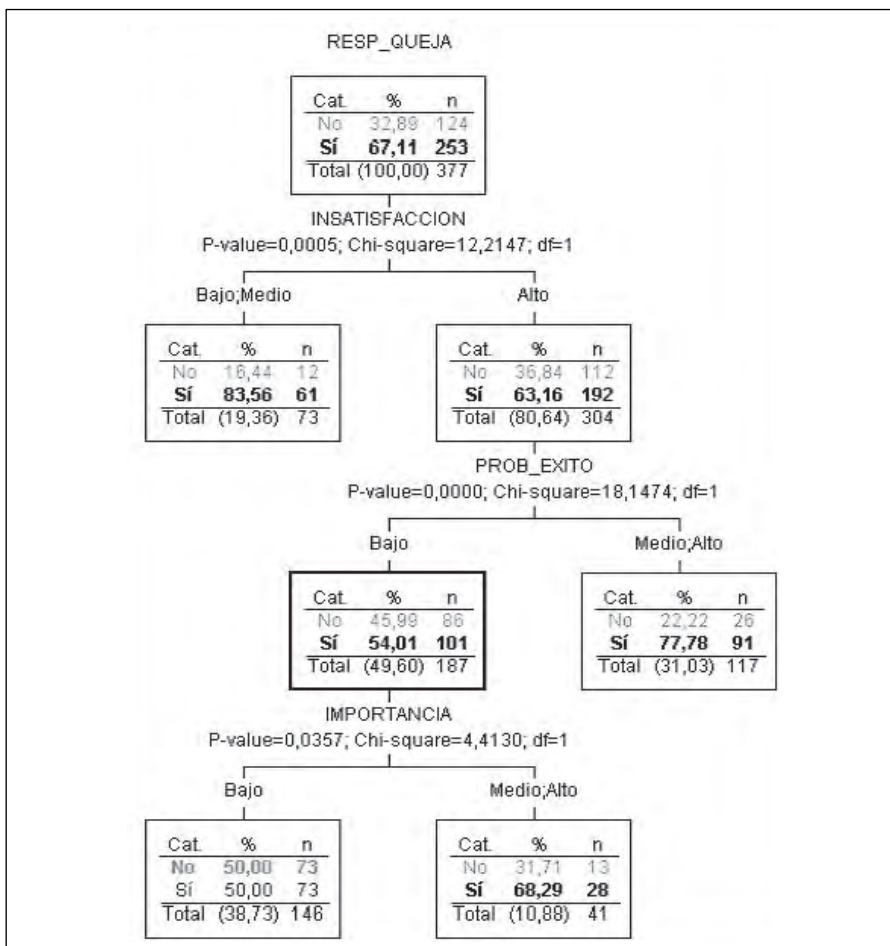 RESP_QUEJA
Cat. % n
No 32,89 124
Sí 67,11 253
Total (100,00) 377
INSATISFACCION
P-value=0,0005; Chi-square=12,2147; df=1
Bajo;Medio Alto
Cat. % n
No 16,44 12
Sí 83,56 61
Total (19,36) 73
Cat. % n
No 36,84 112
Sí 63,16 192
Total (80,64) 304
PROB_EXITO
P-value=0,0000; Chi-square=18,1474; df=1
Bajo Medio;Alto
Cat. % n
No 45,99 86
Sí 54,01 101
Total (49,60) 187
Cat. % n
No 22,22 26
Sí 77,78 91
Total (31,03) 117
IMPORTANCIA
P-value=0,0357; Chi-square=4,4130; df=1
Bajo Medio;Alto
Cat. % n
No 50,00 73
Sí 50,00 73
Total (38,73) 146
Cat. % n
No 31,71 13
Sí 68,29 28
Total (10,88) 41